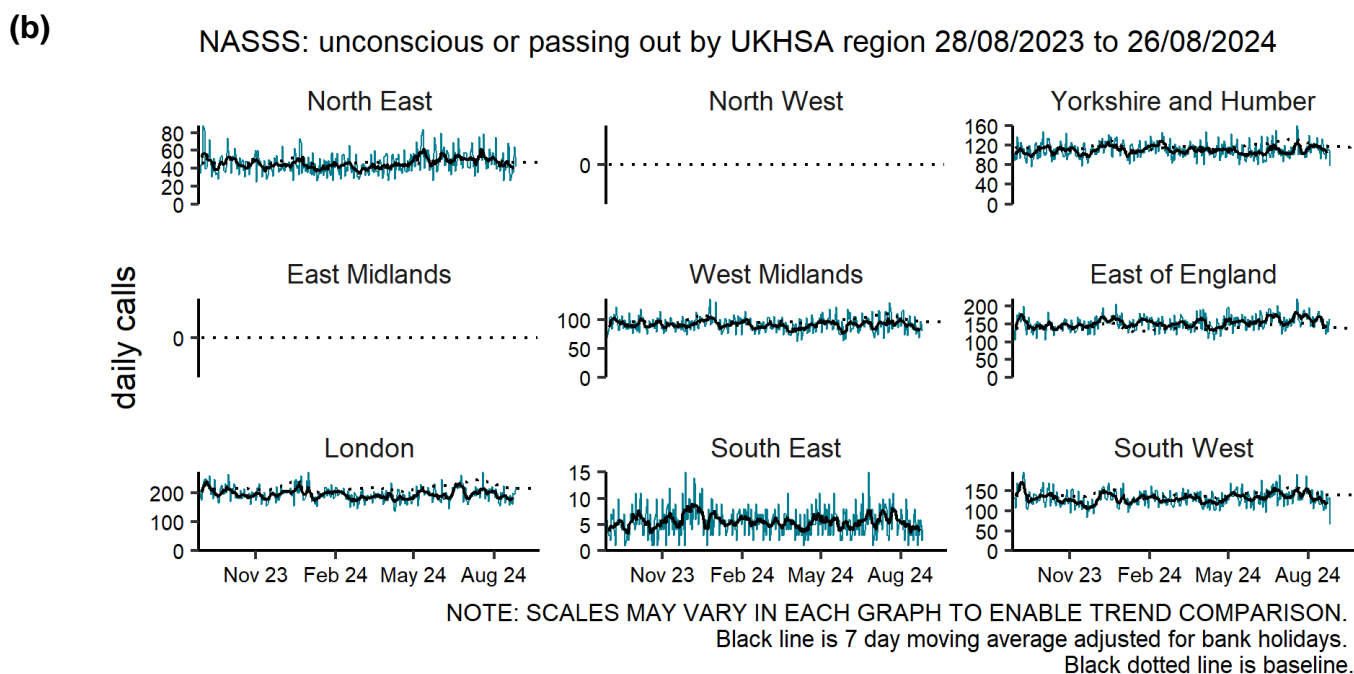 (b)
NASSS: unconscious or passing out by UKHSA region 28/08/2023 to 26/08/2024
North East
80
60
40
20
0
North West
0
Yorkshire and Humber
160
120
80
40
0
daily calls
East Midlands
0
West Midlands
100
50
0
East of England
200
150
100
50
0
London
200
100
0
Nov 23 Feb 24 May 24 Aug 24
South East
15
10
5
0
Nov 23 Feb 24 May 24 Aug 24
South West
150
100
50
0
Nov 23 Feb 24 May 24 Aug 24
NOTE: SCALES MAY VARY IN EACH GRAPH TO ENABLE TREND COMPARISON.
Black line is 7 day moving average adjusted for bank holidays.
Black dotted line is baseline.